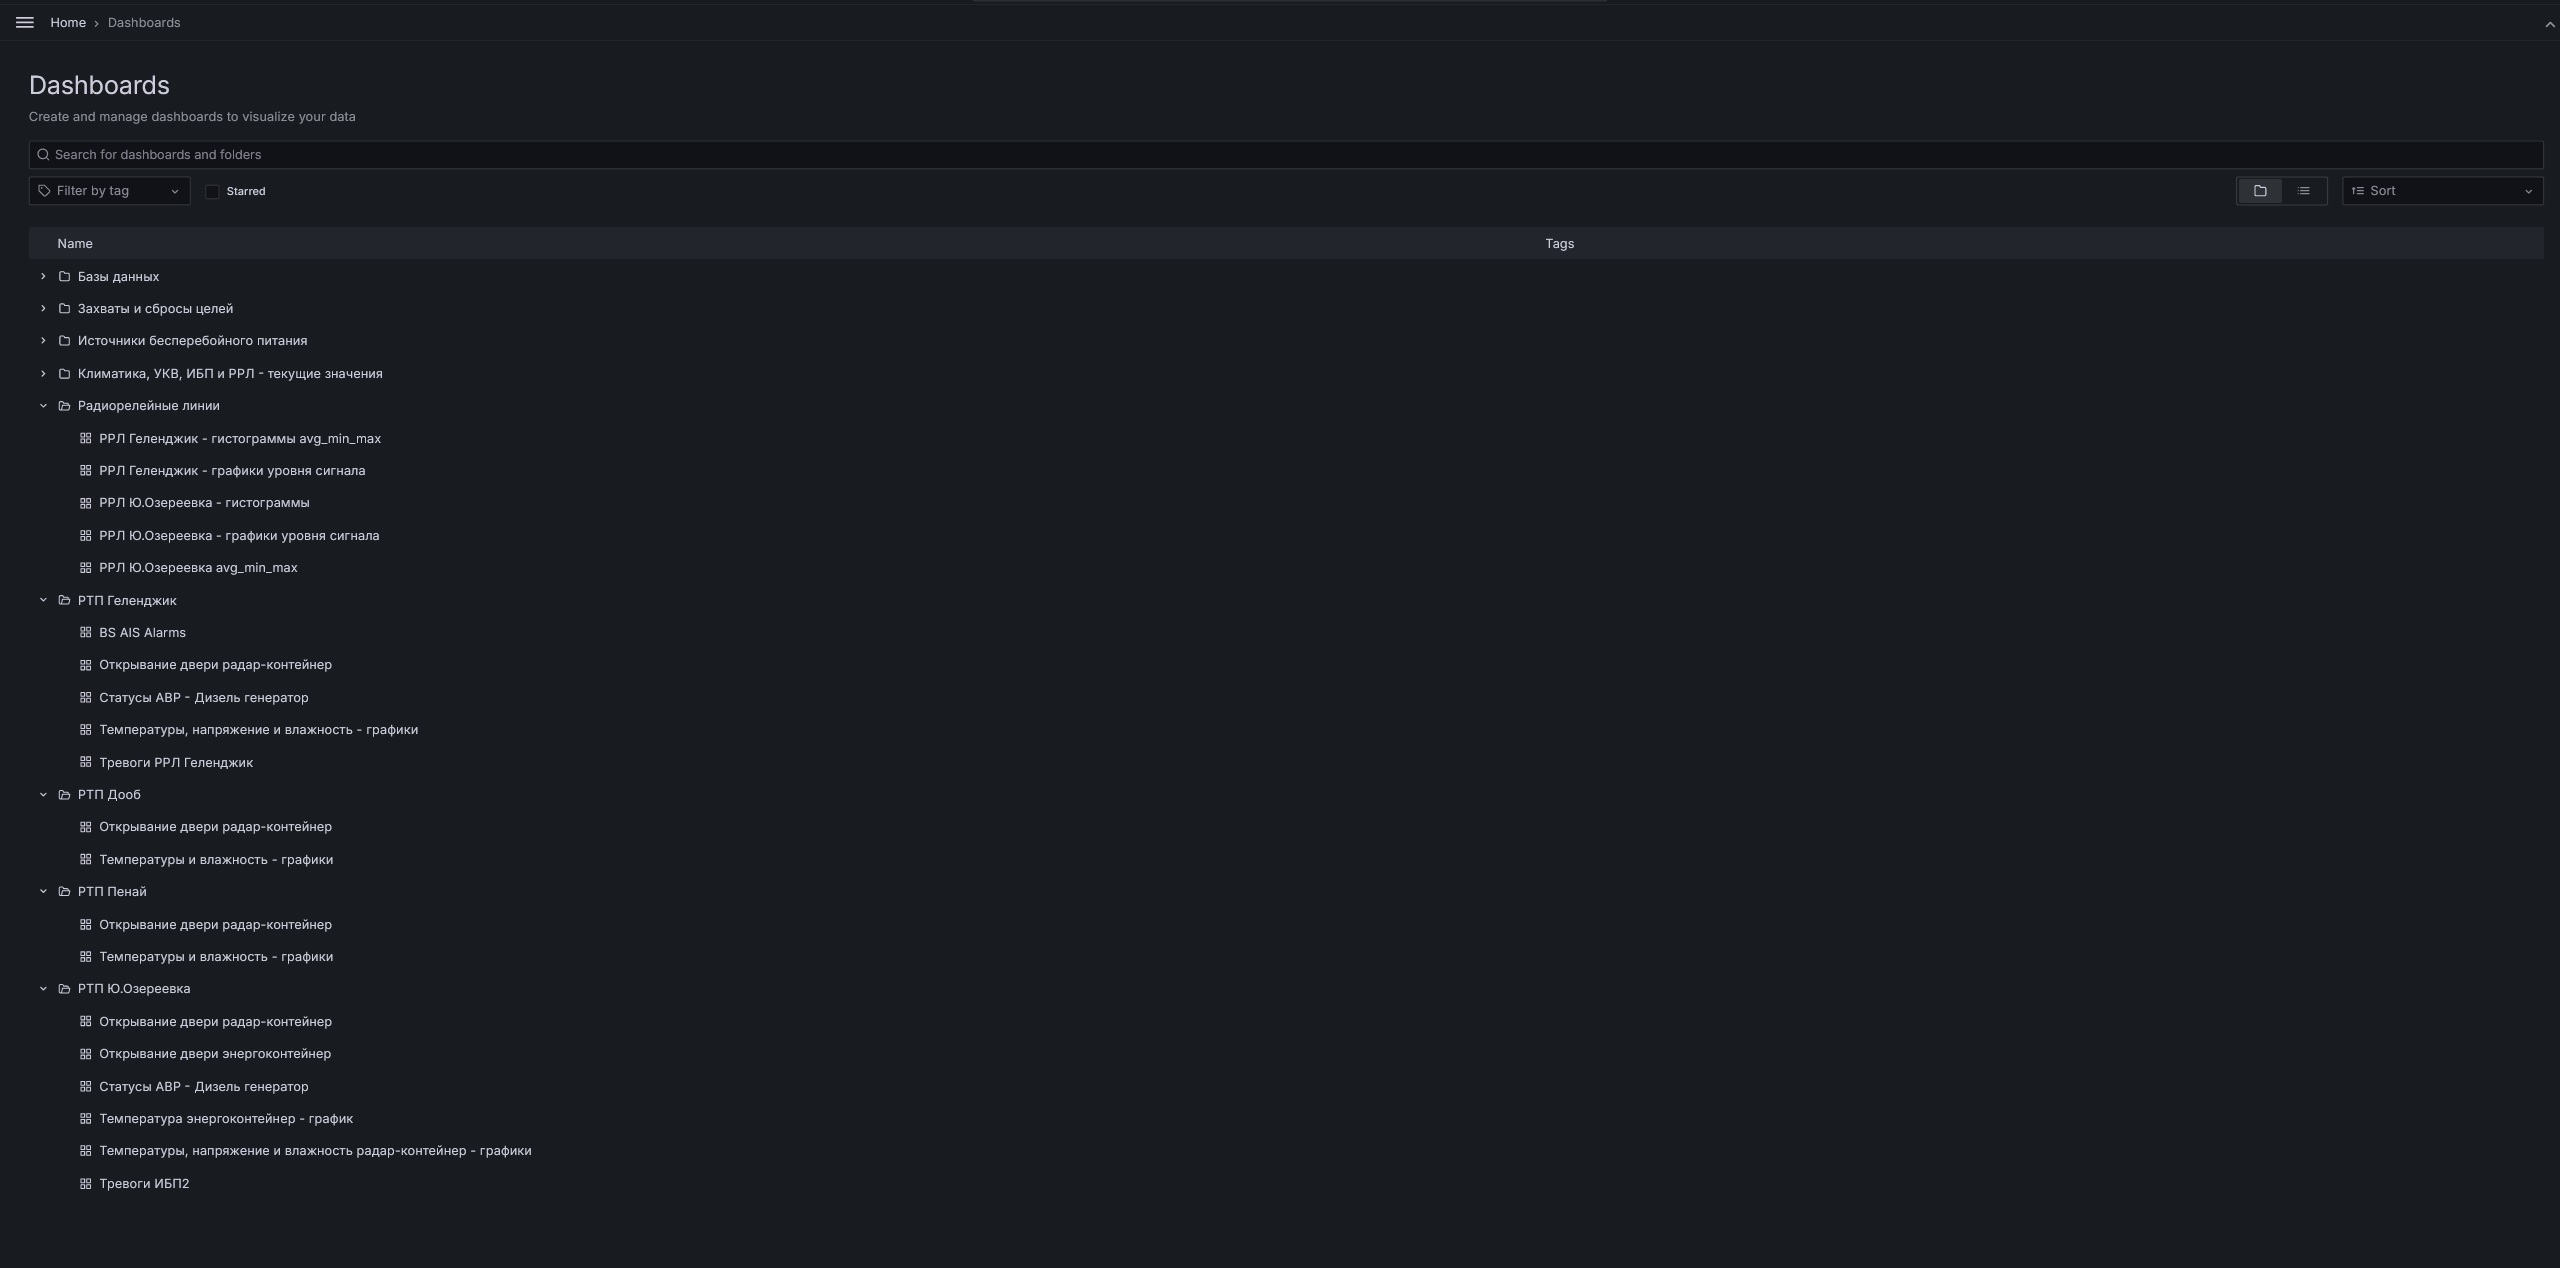 Home › Dashboards
Dashboards
Create and manage dashboards to visualize your data
Search for dashboards and folders
Filter by tag Starred Sort
Name Tags
Базы данных
Захваты и сбросы целей
Источники бесперебойного питания
Климатика, УКВ, ИБП и РРЛ - текущие значения
Радиорелейные линии
РРЛ Геленджик - гистограммы avg_min_max
РРЛ Геленджик - графики уровня сигнала
РРЛ Ю.Озереевка - гистограммы
РРЛ Ю.Озереевка - графики уровня сигнала
РРЛ Ю.Озереевка avg_min_max
РТП Геленджик
BS AIS Alarms
Открывание двери радар-контейнер
Статусы АВР - Дизель генератор
Температуры, напряжение и влажность - графики
Тревоги РРЛ Геленджик
РТП Дооб
Открывание двери радар-контейнер
Температуры и влажность - графики
РТП Пенай
Открывание двери радар-контейнер
Температуры и влажность - графики
РТП Ю.Озереевка
Открывание двери радар-контейнер
Открывание двери энергоконтейнер
Статусы АВР - Дизель генератор
Температура энергоконтейнер - график
Температуры, напряжение и влажность радар-контейнер - графики
Тревоги ИБП2